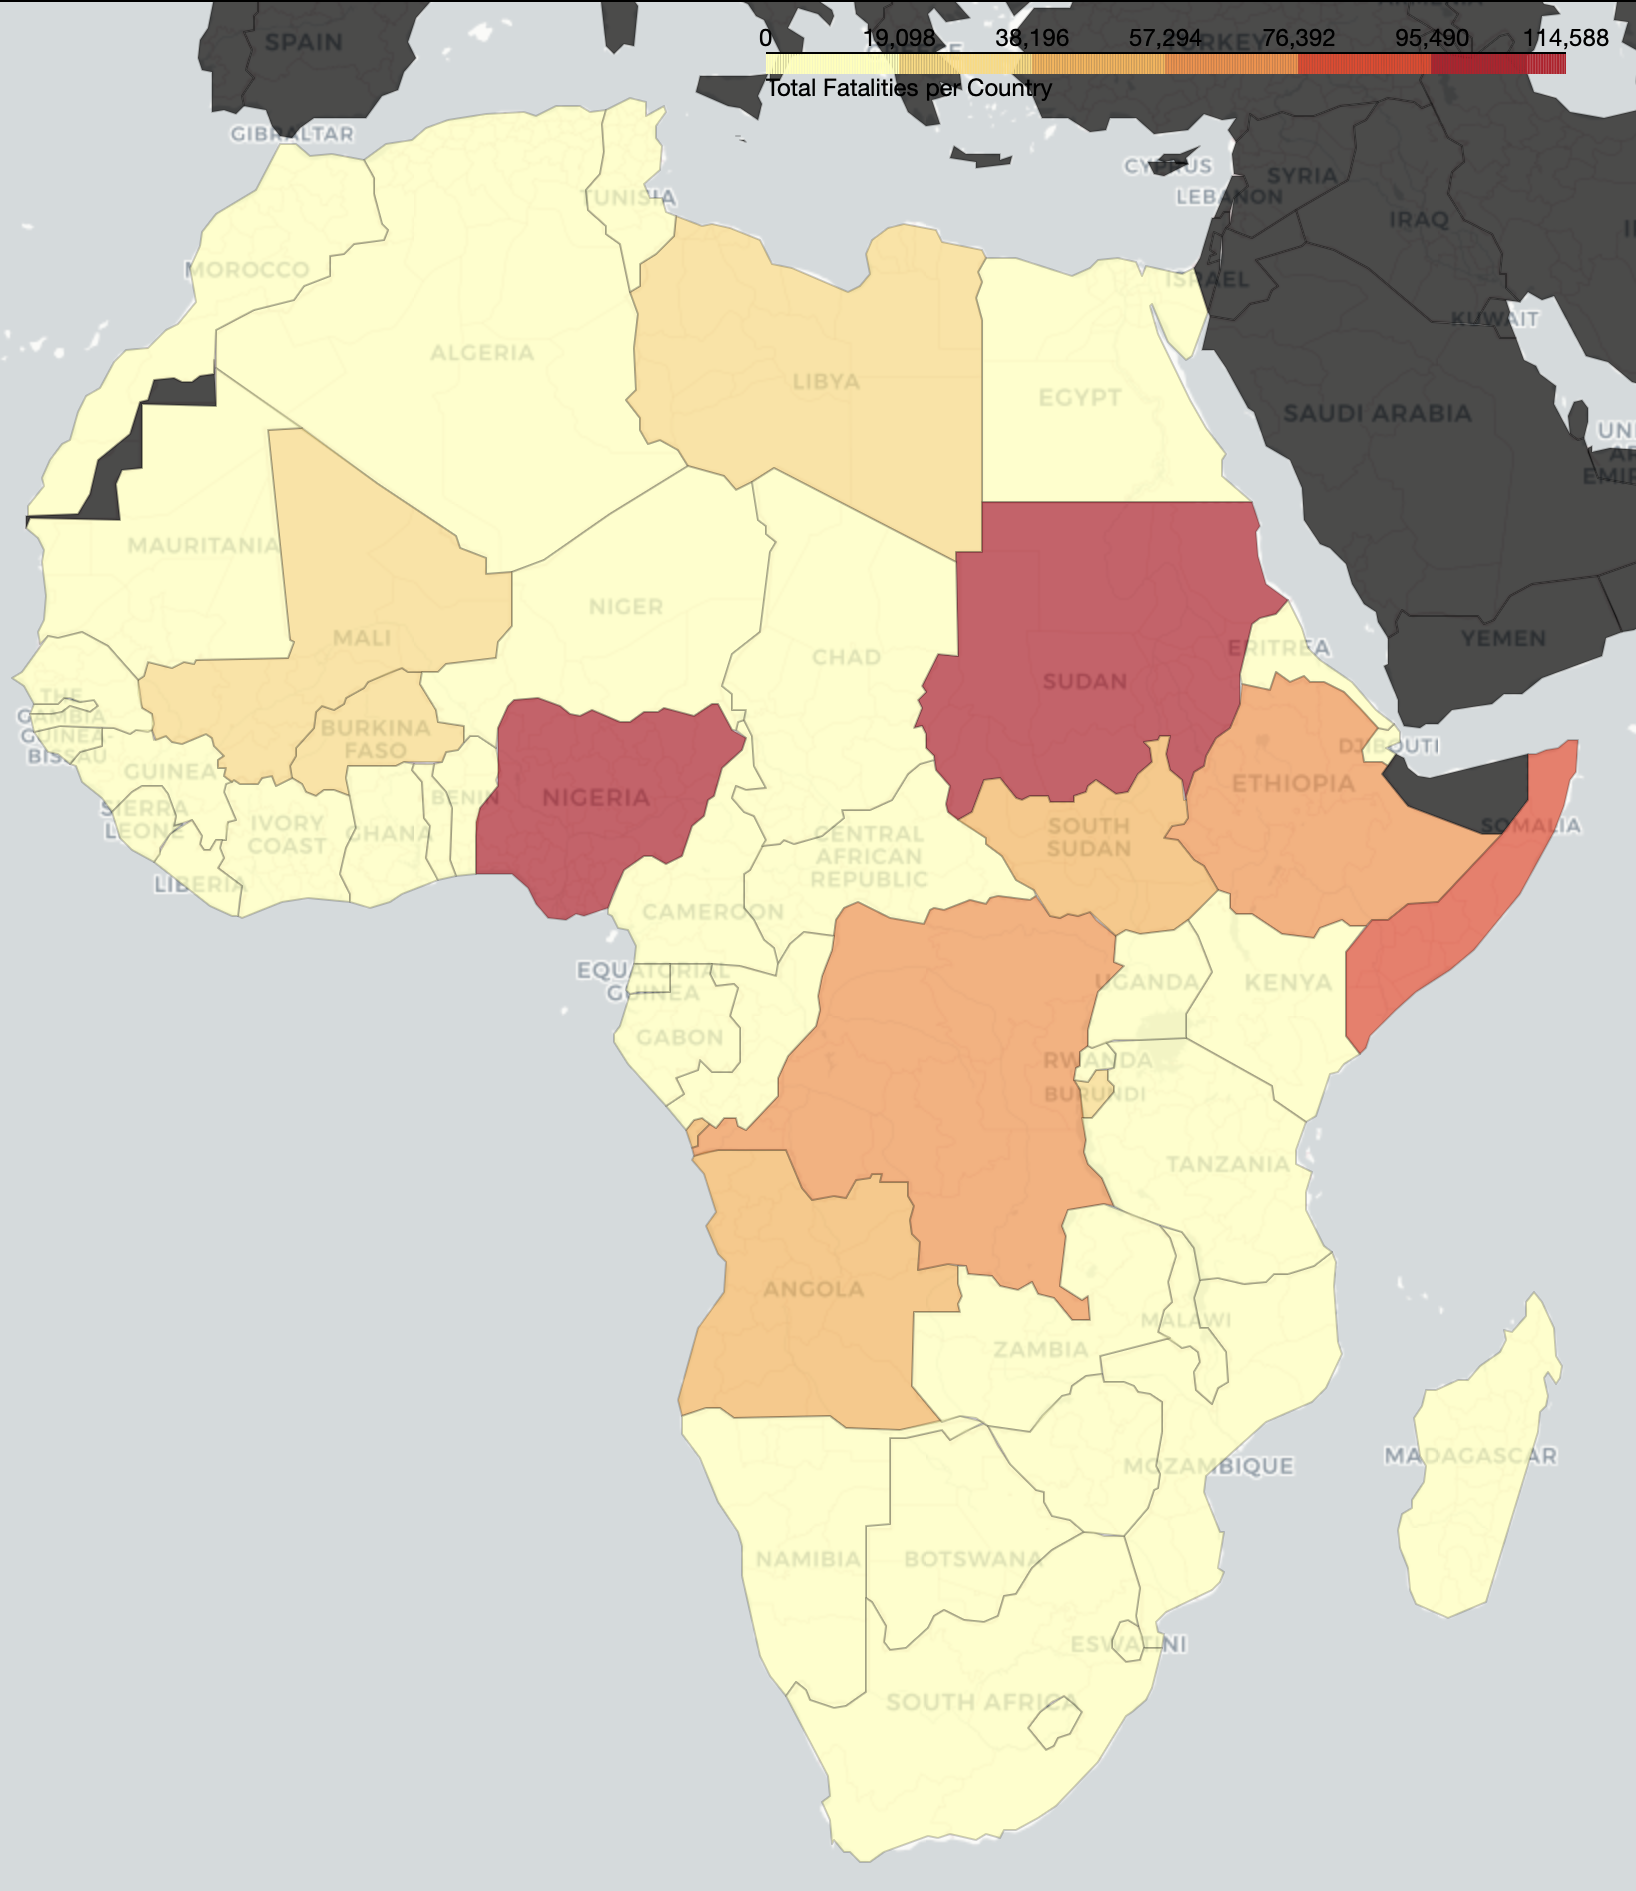 ARMENIA
SPAIN
GREECE
TURKEY
0 19,098 38,196 57,294 76,392 95,490 114,588
Total Fatalities per Country
GIBRALTAR
CYPRUS
SYRIA
LEBANON
TUNISIA
IRAQ
MOROCCO
ISRAEL
KUWAIT
ALGERIA
LIBYA
EGYPT
SAUDI ARABIA
MAURITANIA
NIGER
MALI
CHAD
ERITREA
YEMEN
SUDAN
THE
GAMBIA
GUINEA-
BISSAU
BURKINA
FASO
DJIBOUTI
GUINEA
ETHIOPIA
BENIN
NIGERIA
SIERRA
LEONE
IVORY
COAST
GHANA
SOUTH
SUDAN
SOMALIA
CENTRAL
AFRICAN
REPUBLIC
LIBERIA
CAMEROON
EQUATORIAL
GUINEA
UGANDA
KENYA
GABON
RWANDA
BURUNDI
TANZANIA
ANGOLA
MALAWI
ZAMBIA
MOZAMBIQUE
MADAGASCAR
NAMIBIA
BOTSWANA
ESWATINI
SOUTH AFRICA